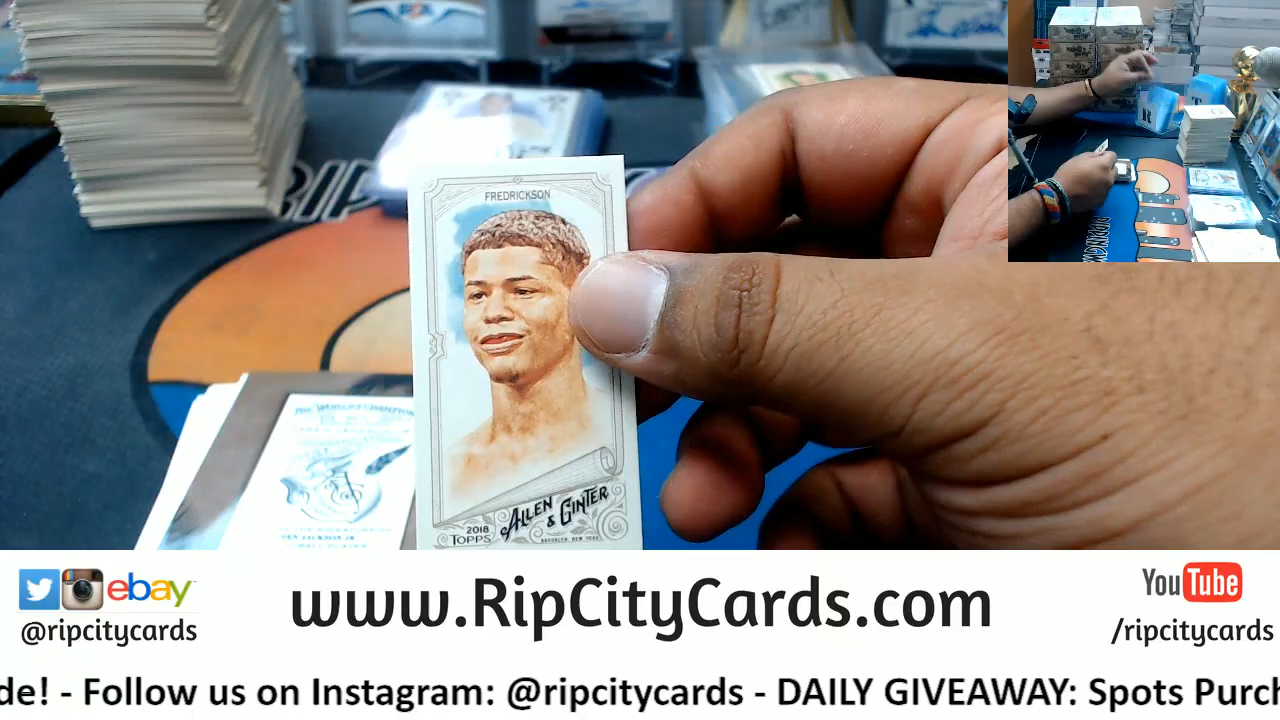 RIP
FREDRICKSON
2018
TOPPS
ALLEN
& GINTER
BROOKLYN, NEW YORK
ebay
@ripcitycards
www.RipCityCards.com
YouTube
/ripcitycards
de! - Follow us on Instagram: @ripcitycards - DAILY GIVEAWAY: Spots Purch